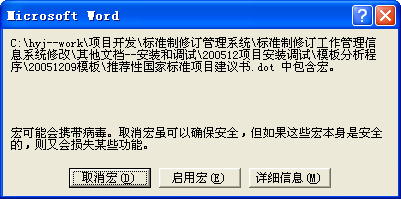 Microsoft Word
C:\hyj--work\项目开发\标准制修订管理系统\标准制修订工作管理信
息系统修改\其他文档--安装和调试\200512项目安装调试\模板分析程
序\20051209模板\推荐性国家标准项目建议书.dot 中包含宏。
宏可能会携带病毒。取消宏虽可以确保安全，但如果这些宏本身是安全
的，则又会损失某些功能。
取消宏(D) 启用宏(E) 详细信息(M)